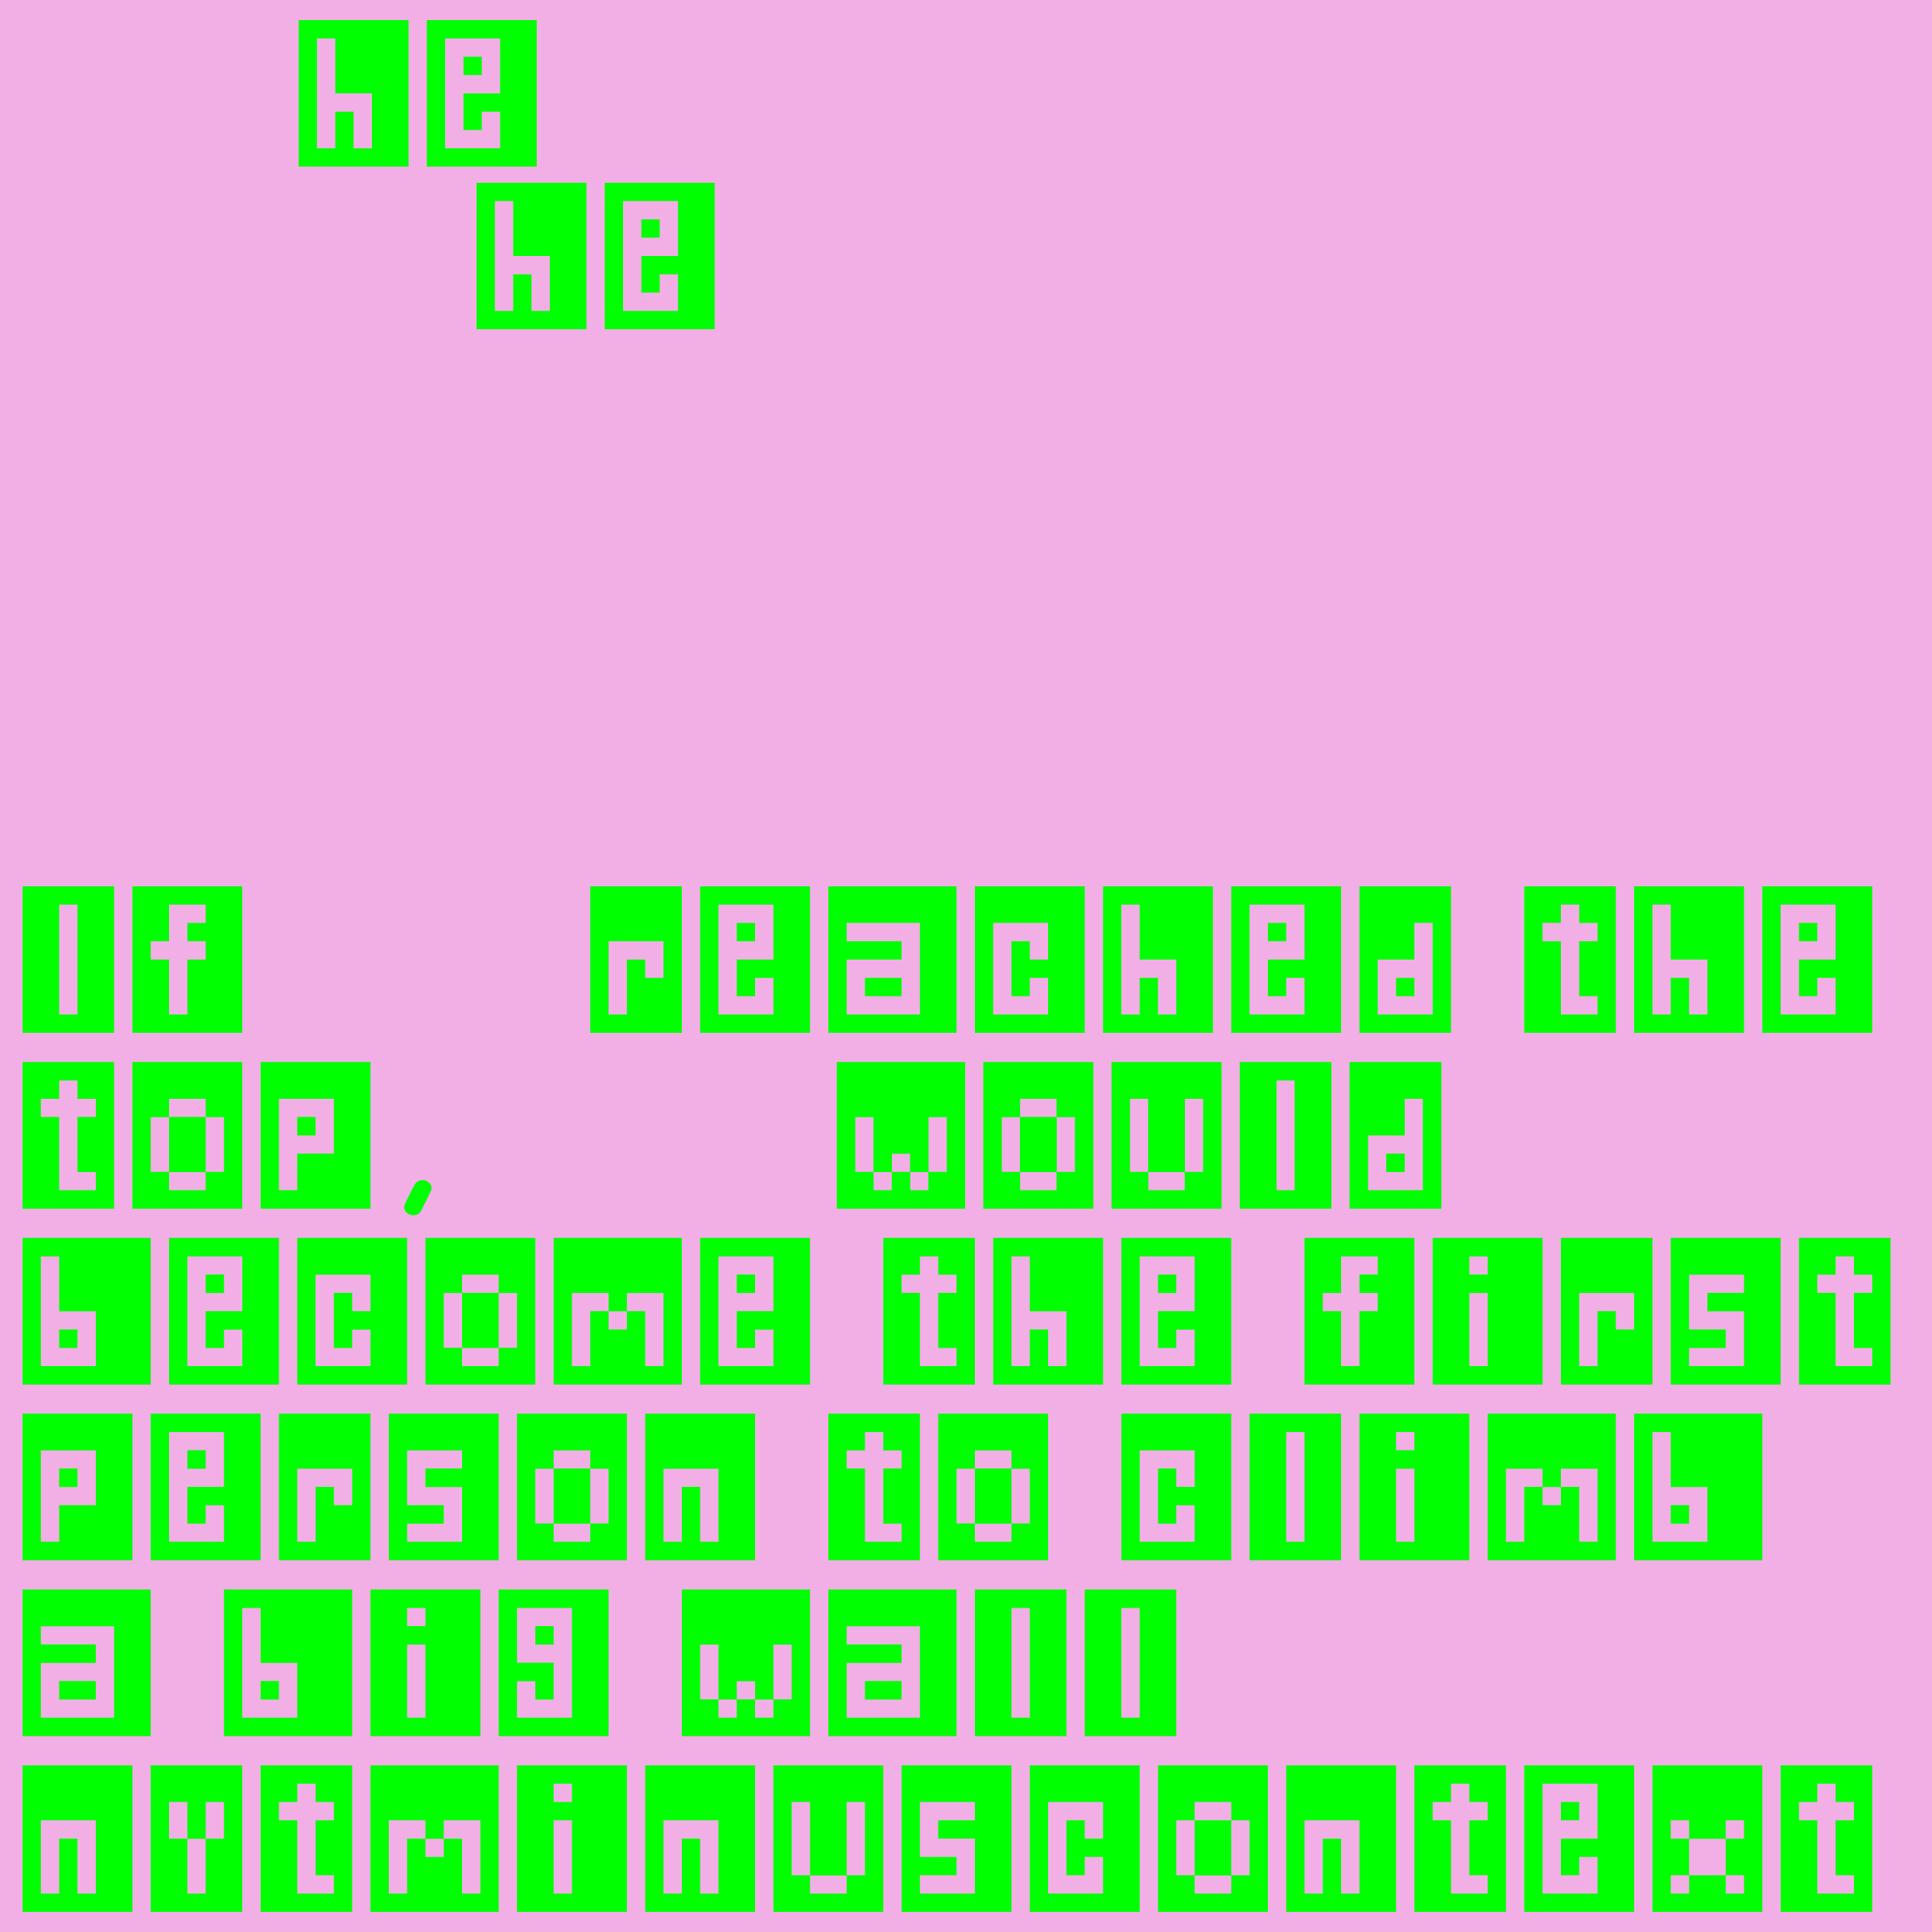 he
he
If reached the
top, would
become the first
person to climb
a big wall
nytminuscontext